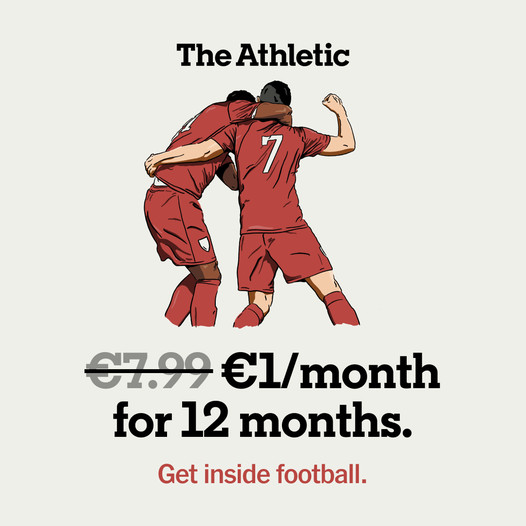 The Athletic
7
€7.99 €1/month
for 12 months.
Get inside football.